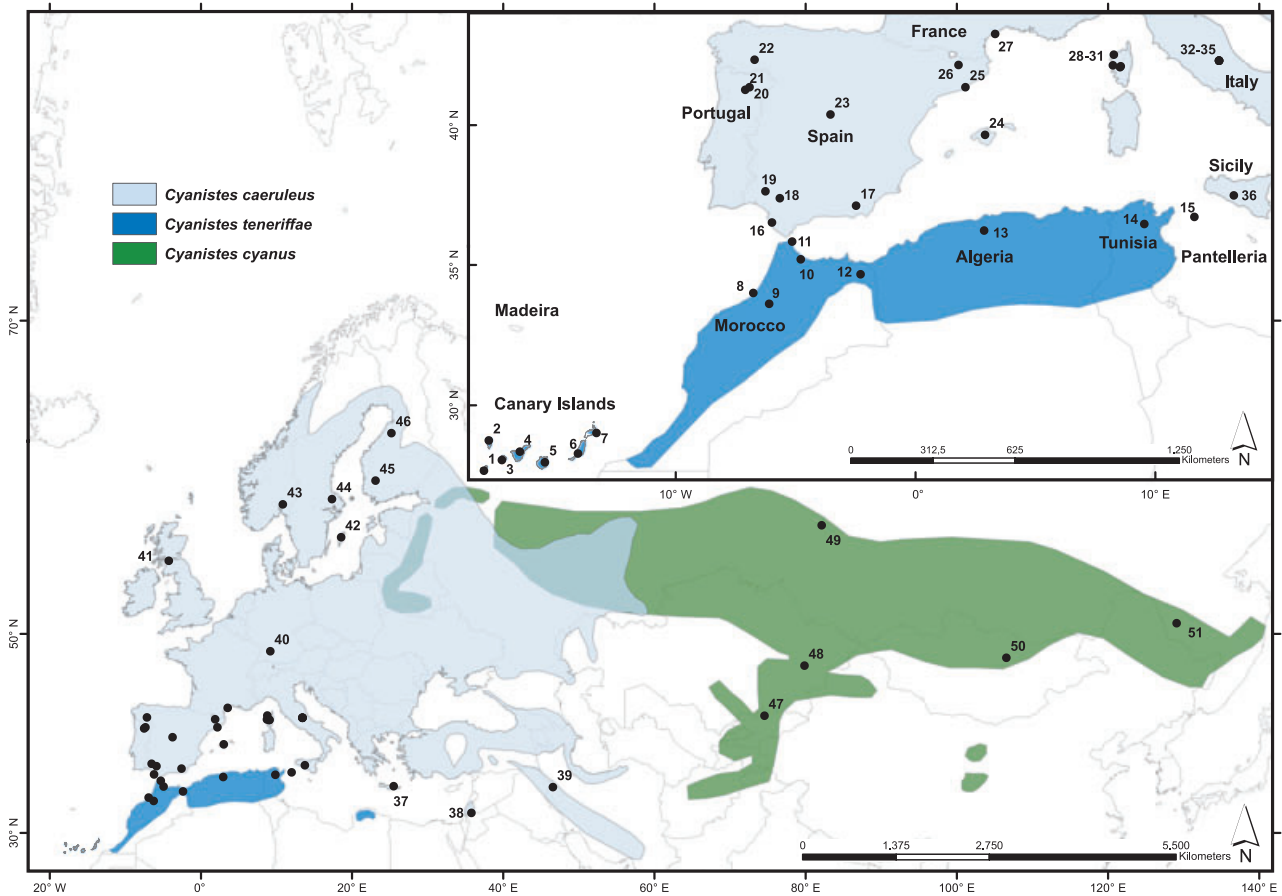 Cyanistes caeruleus
Cyanistes teneriffae
Cyanistes cyanus
France
27
22
28-31
32-35
Italy
26
25
21
20
Portugal
23
Spain
24
40° N
Sicily
19
18
17
36
16
15
14
11
13
Tunisia
Algeria
Pantelleria
10
12
35° N
8
9
Madeira
Morocco
70° N
30° N
Canary Islands
2
4
6
7
1
3
5
0
312,5
625
1,250
Kilometers
N
10° W
0°
10° E
46
45
43
44
42
41
49
40
50° N
51
50
48
47
39
37
38
30° N
0
1,375
2,750
5,500
Kilometers
N
20° W
0°
20° E
40° E
60° E
80° E
100° E
120° E
140° E